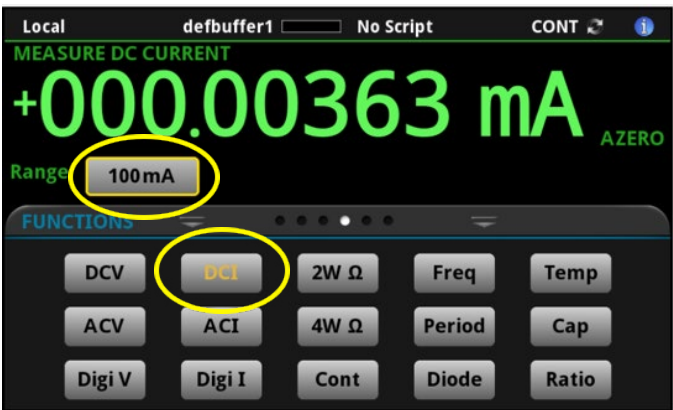 Local defbuffer1 No Script CONT i
MEASURE DC CURRENT
+000.00363 mA AZERO
Range 100mA
FUNCTIONS
DCV DCI 2W Ω Freq Temp
ACV ACI 4W Ω Period Cap
Digi V Digi I Cont Diode Ratio